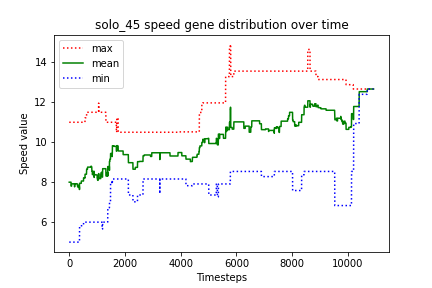 solo_45 speed gene distribution over time
max
mean
min
Speed value
14
12
10
8
6
0 2000 4000 6000 8000 10000
Timesteps